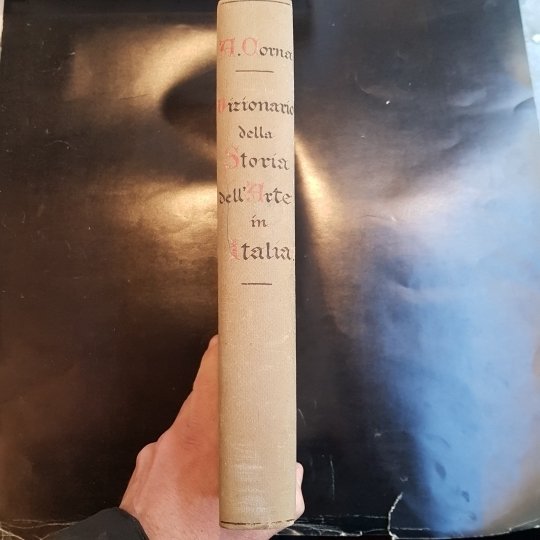 A. Corna
Dizionario
della
Storia
dell'Arte
in
Italia